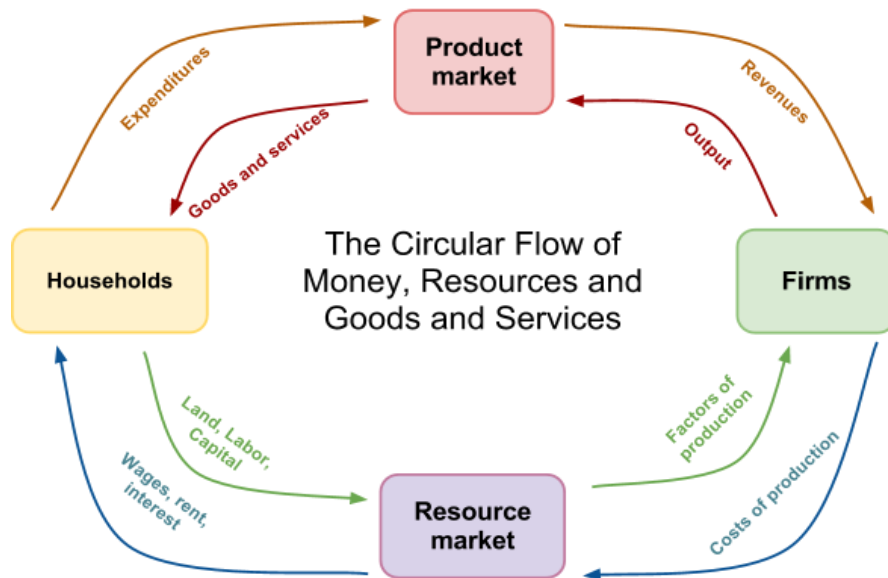 Product
market
Expenditures
Revenues
Goods and services
Output
The Circular Flow of
Money, Resources and
Goods and Services
Households
Firms
Land, Labor,
Capital
Factors of
production
Wages, rent,
interest
Costs of production
Resource
market